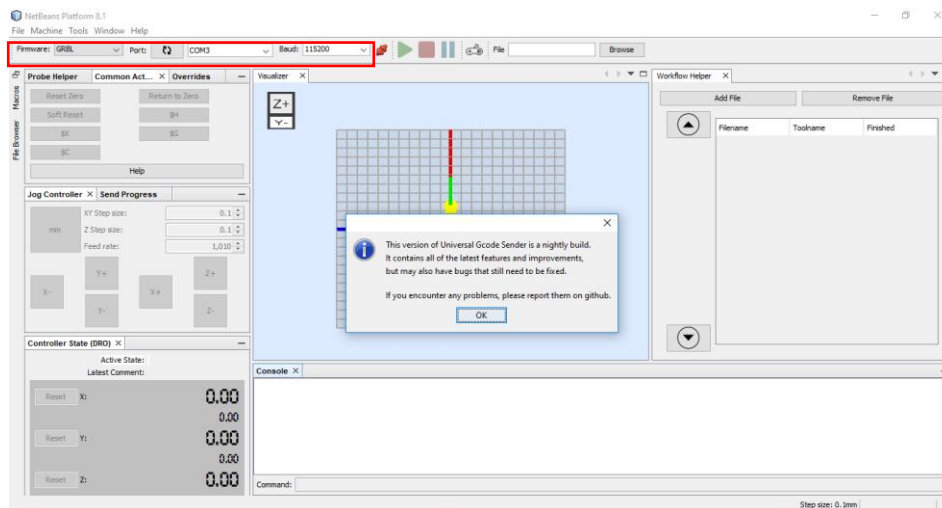 NetBeans Platform 8.1
File Machine Tools Window Help
Firmware: GRBL Port: COM3 Baud: 115200 File Browse
Macros
File Browser
Probe Helper Common Act... × Overrides
Reset Zero Return to Zero
Soft Reset $H
$X $G
$C
Help
Jog Controller × Send Progress
mm
XY Step size: 0.1
Z Step size: 0.1
Feed rate: 1,010
Y+ Z+
X- X+
Y- Z-
Controller State (DRO) ×
Active State:
Latest Comment:
Reset X: 0.00
0.00
Reset Y: 0.00
0.00
Reset Z: 0.00
Visualizer ×
Z+
Y-
This version of Universal Gcode Sender is a nightly build.
It contains all of the latest features and improvements,
but may also have bugs that still need to be fixed.
If you encounter any problems, please report them on github.
OK
Console ×
Command:
Workflow Helper ×
Add File Remove File
Filename Toolname Finished
Step size: 0.1mm